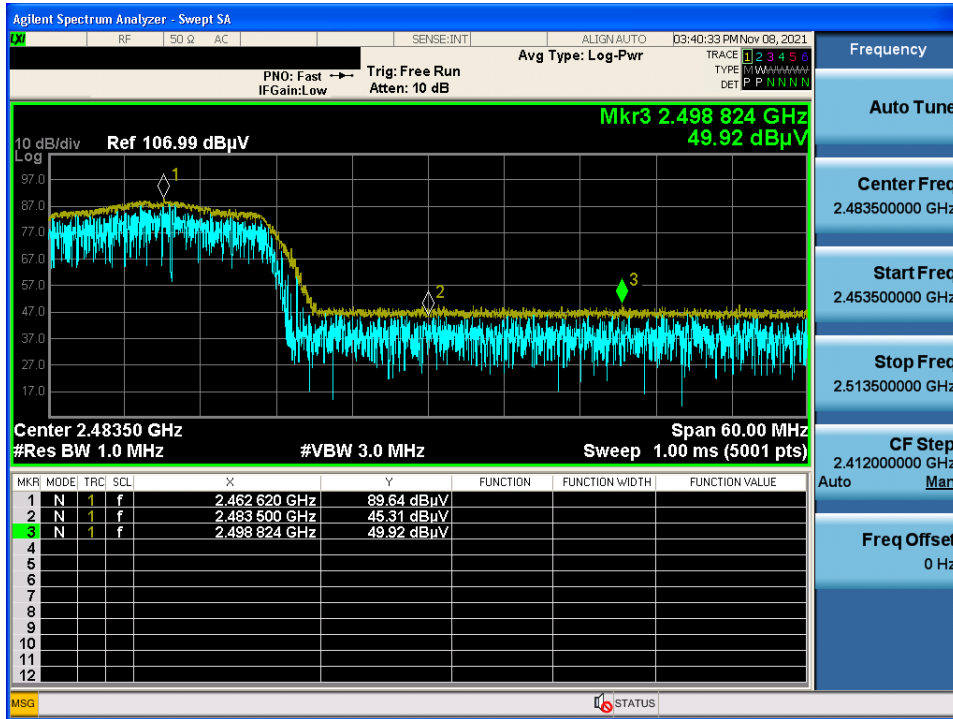 Agilent Spectrum Analyzer - Swept SA
LXI RF 50 Ω AC SENSE:INT ALIGN AUTO 03:40:33 PM Nov 08, 2021
PNO: Fast Trig: Free Run Avg Type: Log-Pwr TRACE 1 2 3 4 5 6
IFGain:Low Atten: 10 dB TYPE M W W W W W
DET P P N N N N
Mkr3 2.498 824 GHz
49.92 dBµV
10 dB/div Ref 106.99 dBµV
Log
97.0
87.0
77.0
67.0
57.0
47.0
37.0
27.0
17.0
1
2
3
Center 2.48350 GHz Span 60.00 MHz
#Res BW 1.0 MHz #VBW 3.0 MHz Sweep 1.00 ms (5001 pts)
MKR MODE TRC SCL X Y FUNCTION FUNCTION WIDTH FUNCTION VALUE
1 N 1 f 2.462 620 GHz 89.64 dBµV
2 N 1 f 2.483 500 GHz 45.31 dBµV
3 N 1 f 2.498 824 GHz 49.92 dBµV
4
5
6
7
8
9
10
11
12
MSG STATUS
Frequency
Auto Tune
Center Freq
2.483500000 GHz
Start Freq
2.453500000 GHz
Stop Freq
2.513500000 GHz
CF Step
2.412000000 GHz
Auto Man
Freq Offset
0 Hz